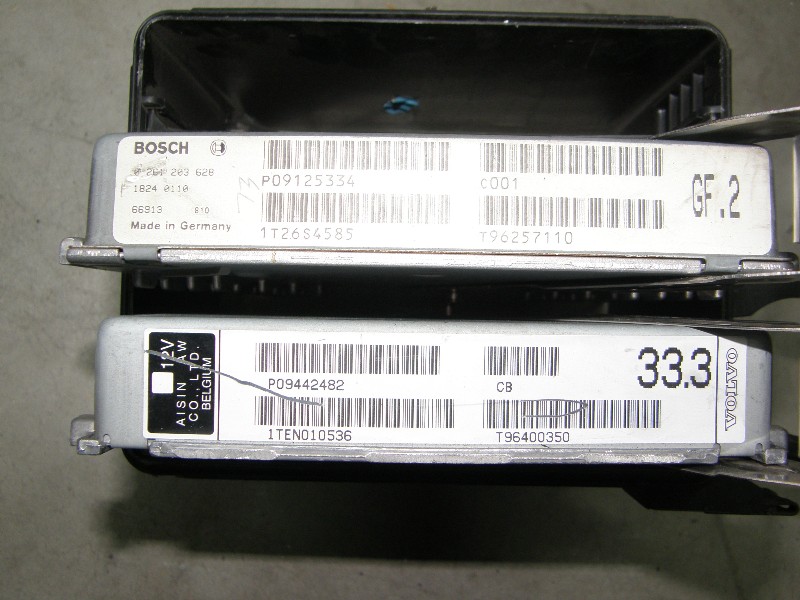 BOSCH
0 261 203 628
1824 0110
66913 810
Made in Germany
P09125334
1T26S4585
C001
T96257110
GF.2
12V
AISIN AW
CO., LTD.
BELGIUM
P09442482
1TEN010536
CB
T96400350
33.3
VOLVO